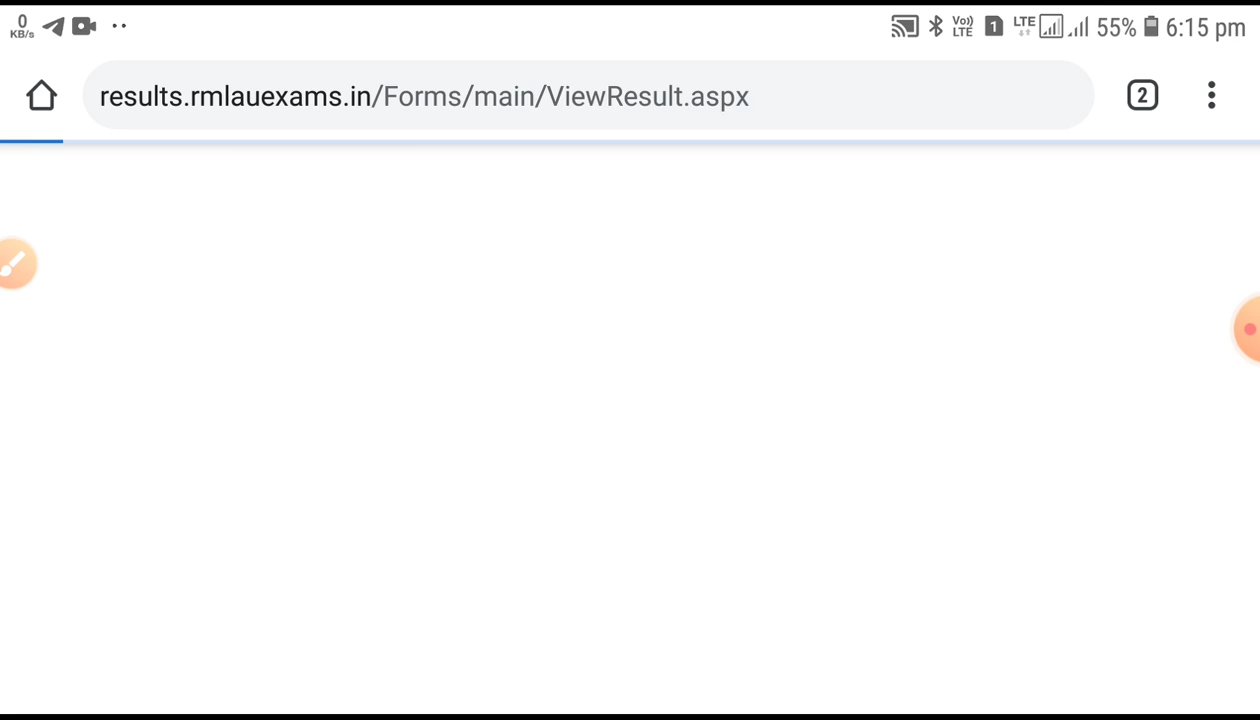 0
KB/s
Vo))
LTE
1
LTE
55%
6:15 pm
results.rmlauexams.in/Forms/main/ViewResult.aspx
2